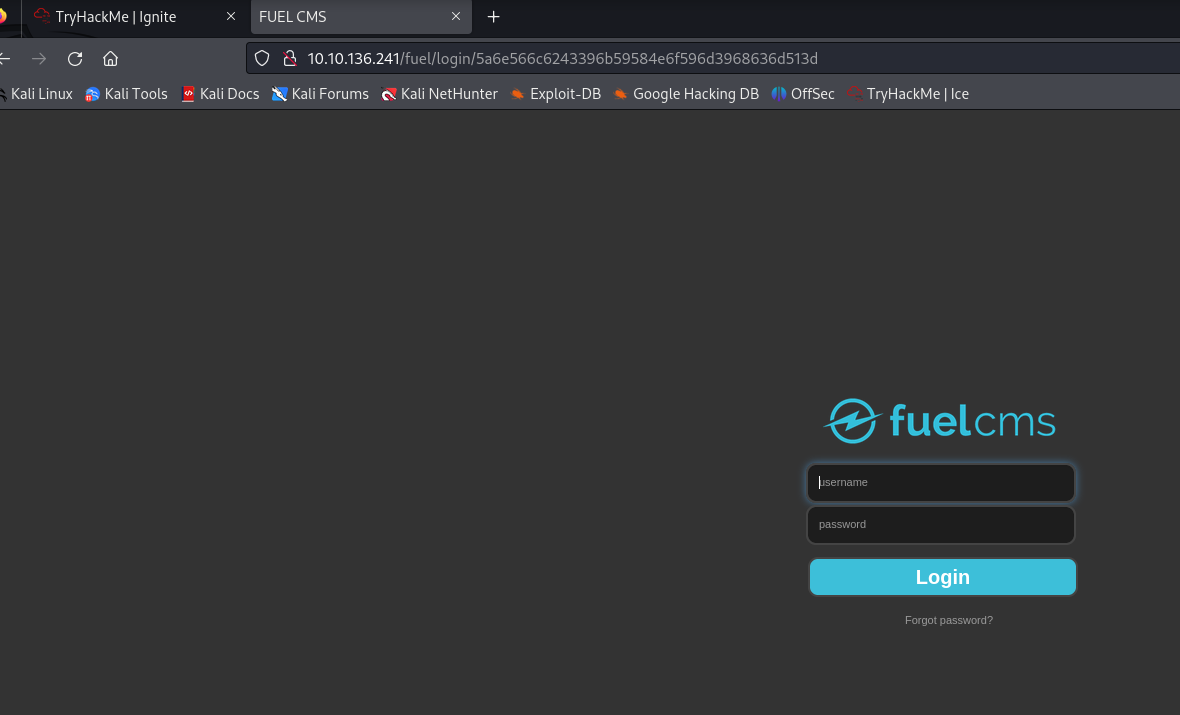 TryHackMe | Ignite
FUEL CMS
10.10.136.241/fuel/login/5a6e566c6243396b59584e6f596d3968636d513d
Kali Linux Kali Tools Kali Docs Kali Forums Kali NetHunter Exploit-DB Google Hacking DB OffSec TryHackMe | Ice
fuelcms
username
password
Login
Forgot password?